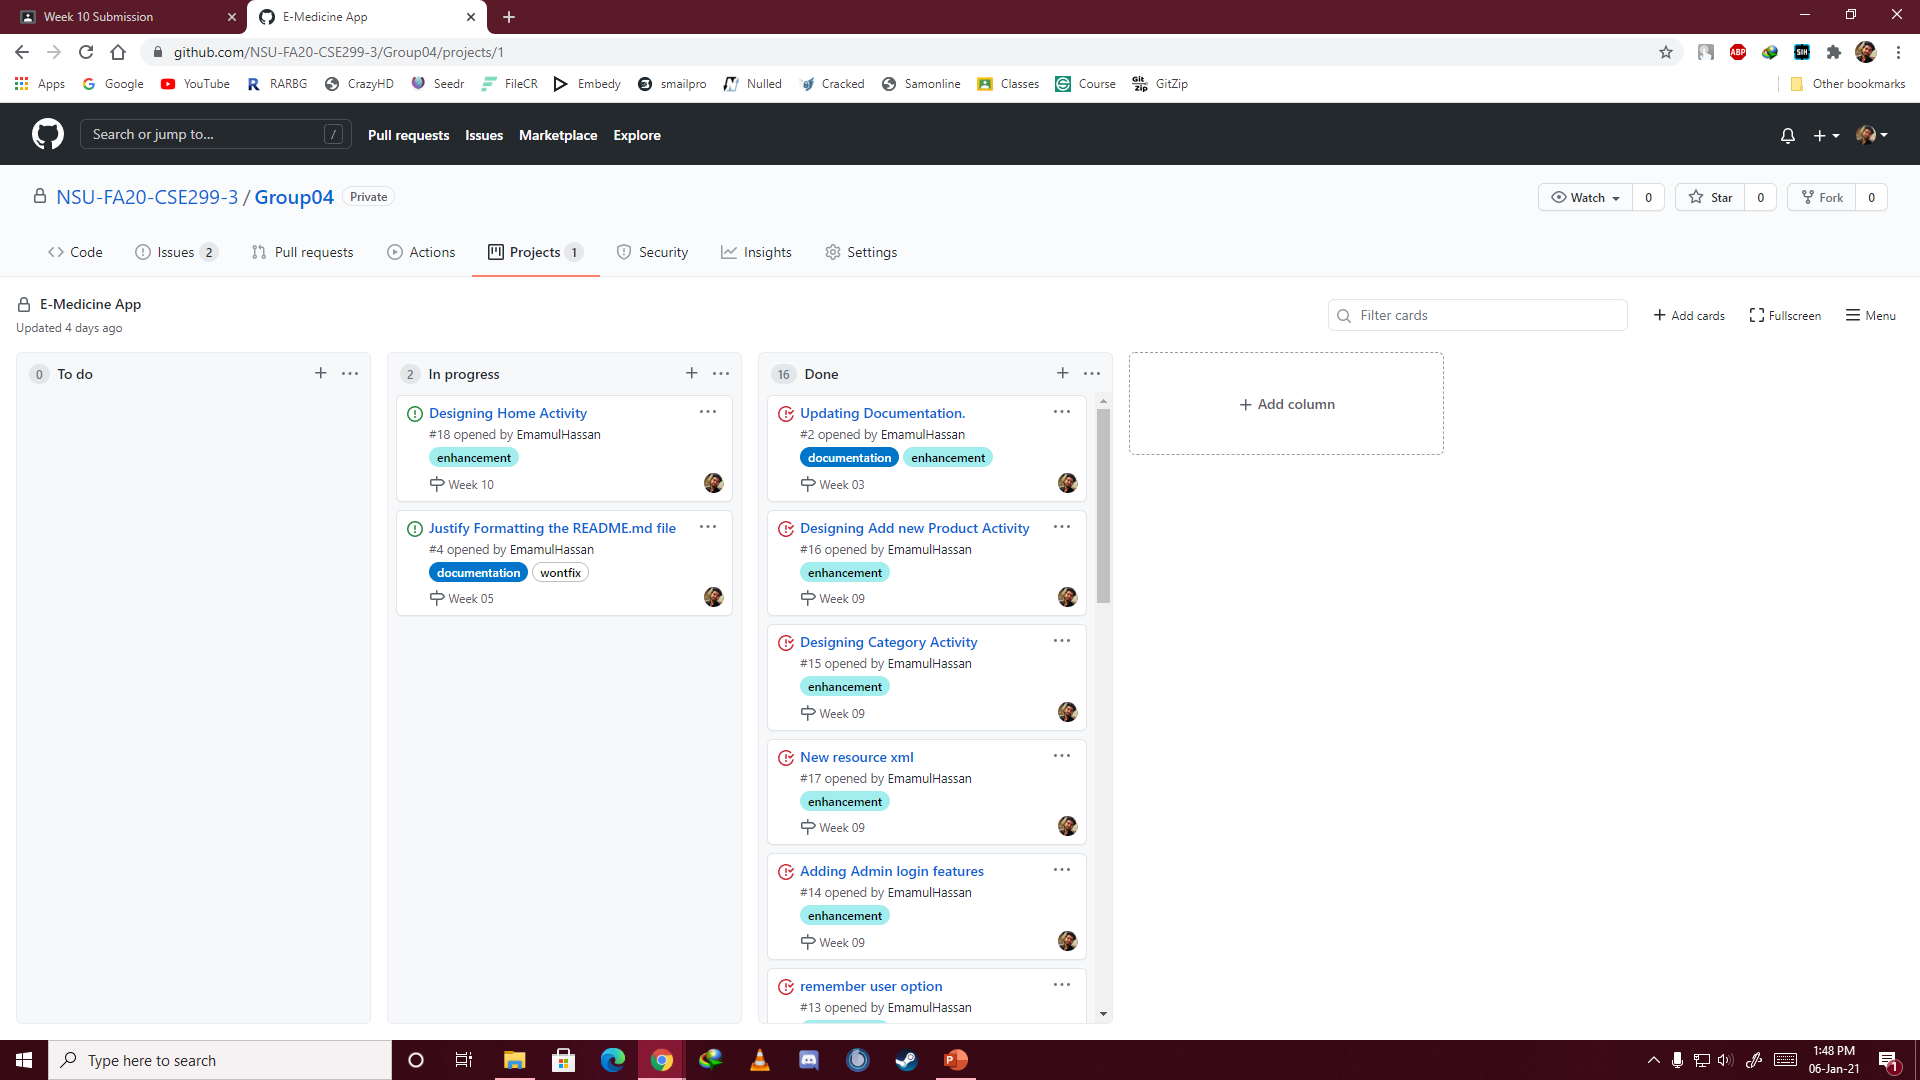 Week 10 Submission
E-Medicine App
github.com/NSU-FA20-CSE299-3/Group04/projects/1
Apps Google YouTube RARBG CrazyHD Seedr FileCR Embedy smailpro Nulled Cracked Samonline Classes Course GitZip Other bookmarks
Search or jump to... / Pull requests Issues Marketplace Explore
NSU-FA20-CSE299-3 / Group04 Private
Watch 0 Star 0 Fork 0
Code Issues 2 Pull requests Actions Projects 1 Security Insights Settings
E-Medicine App
Updated 4 days ago
Filter cards
Add cards Fullscreen Menu
0 To do
2 In progress
Designing Home Activity
#18 opened by EmamulHassan
enhancement
Week 10
Justify Formatting the README.md file
#4 opened by EmamulHassan
documentation wontfix
Week 05
16 Done
Updating Documentation.
#2 opened by EmamulHassan
documentation enhancement
Week 03
Designing Add new Product Activity
#16 opened by EmamulHassan
enhancement
Week 09
Designing Category Activity
#15 opened by EmamulHassan
enhancement
Week 09
New resource xml
#17 opened by EmamulHassan
enhancement
Week 09
Adding Admin login features
#14 opened by EmamulHassan
enhancement
Week 09
remember user option
#13 opened by EmamulHassan
+ Add column
Type here to search
1:48 PM
06-Jan-21
1
ABP
SIH